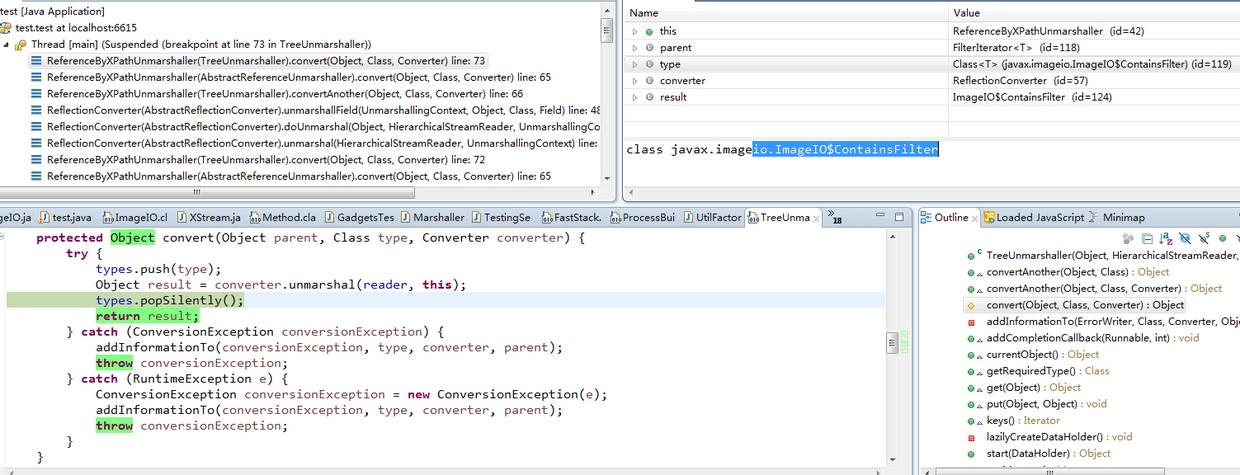 test [Java Application]
test.test at localhost:6615
Thread [main] (Suspended (breakpoint at line 73 in TreeUnmarshaller))
ReferenceByXPathUnmarshaller(TreeUnmarshaller).convert(Object, Class, Converter) line: 73
ReferenceByXPathUnmarshaller(AbstractReferenceUnmarshaller).convert(Object, Class, Converter) line: 65
ReferenceByXPathUnmarshaller(TreeUnmarshaller).convertAnother(Object, Class, Converter) line: 66
ReflectionConverter(AbstractReflectionConverter).unmarshallField(UnmarshallingContext, Object, Class, Field) line: 48
ReflectionConverter(AbstractReflectionConverter).doUnmarshal(Object, HierarchicalStreamReader, UnmarshallingCo
ReflectionConverter(AbstractReflectionConverter).unmarshal(HierarchicalStreamReader, UnmarshallingContext) line:
ReferenceByXPathUnmarshaller(TreeUnmarshaller).convert(Object, Class, Converter) line: 72
ReferenceByXPathUnmarshaller(AbstractReferenceUnmarshaller).convert(Object, Class, Converter) line: 65
Name Value
this ReferenceByXPathUnmarshaller (id=42)
parent FilterIterator<T> (id=118)
type Class<T> (javax.imageio.ImageIO$ContainsFilter) (id=119)
converter ReflectionConverter (id=57)
result ImageIO$ContainsFilter (id=124)
class javax.imageio.ImageIO$ContainsFilter
geIO.ja test.java ImageIO.cl XStream.ja Method.cla GadgetsTes Marshaller TestingSe FastStack. ProcessBui UtilFactor TreeUnma »18
protected Object convert(Object parent, Class type, Converter converter) {
try {
types.push(type);
Object result = converter.unmarshal(reader, this);
types.popSilently();
return result;
} catch (ConversionException conversionException) {
addInformationTo(conversionException, type, converter, parent);
throw conversionException;
} catch (RuntimeException e) {
ConversionException conversionException = new ConversionException(e);
addInformationTo(conversionException, type, converter, parent);
throw conversionException;
}
}
Outline Loaded JavaScript Minimap
TreeUnmarshaller(Object, HierarchicalStreamReader,
convertAnother(Object, Class) : Object
convertAnother(Object, Class, Converter) : Object
convert(Object, Class, Converter) : Object
addInformationTo(ErrorWriter, Class, Converter, Obje
addCompletionCallback(Runnable, int) : void
currentObject() : Object
getRequiredType() : Class
get(Object) : Object
put(Object, Object) : void
keys() : Iterator
lazilyCreateDataHolder() : void
start(DataHolder) : Object